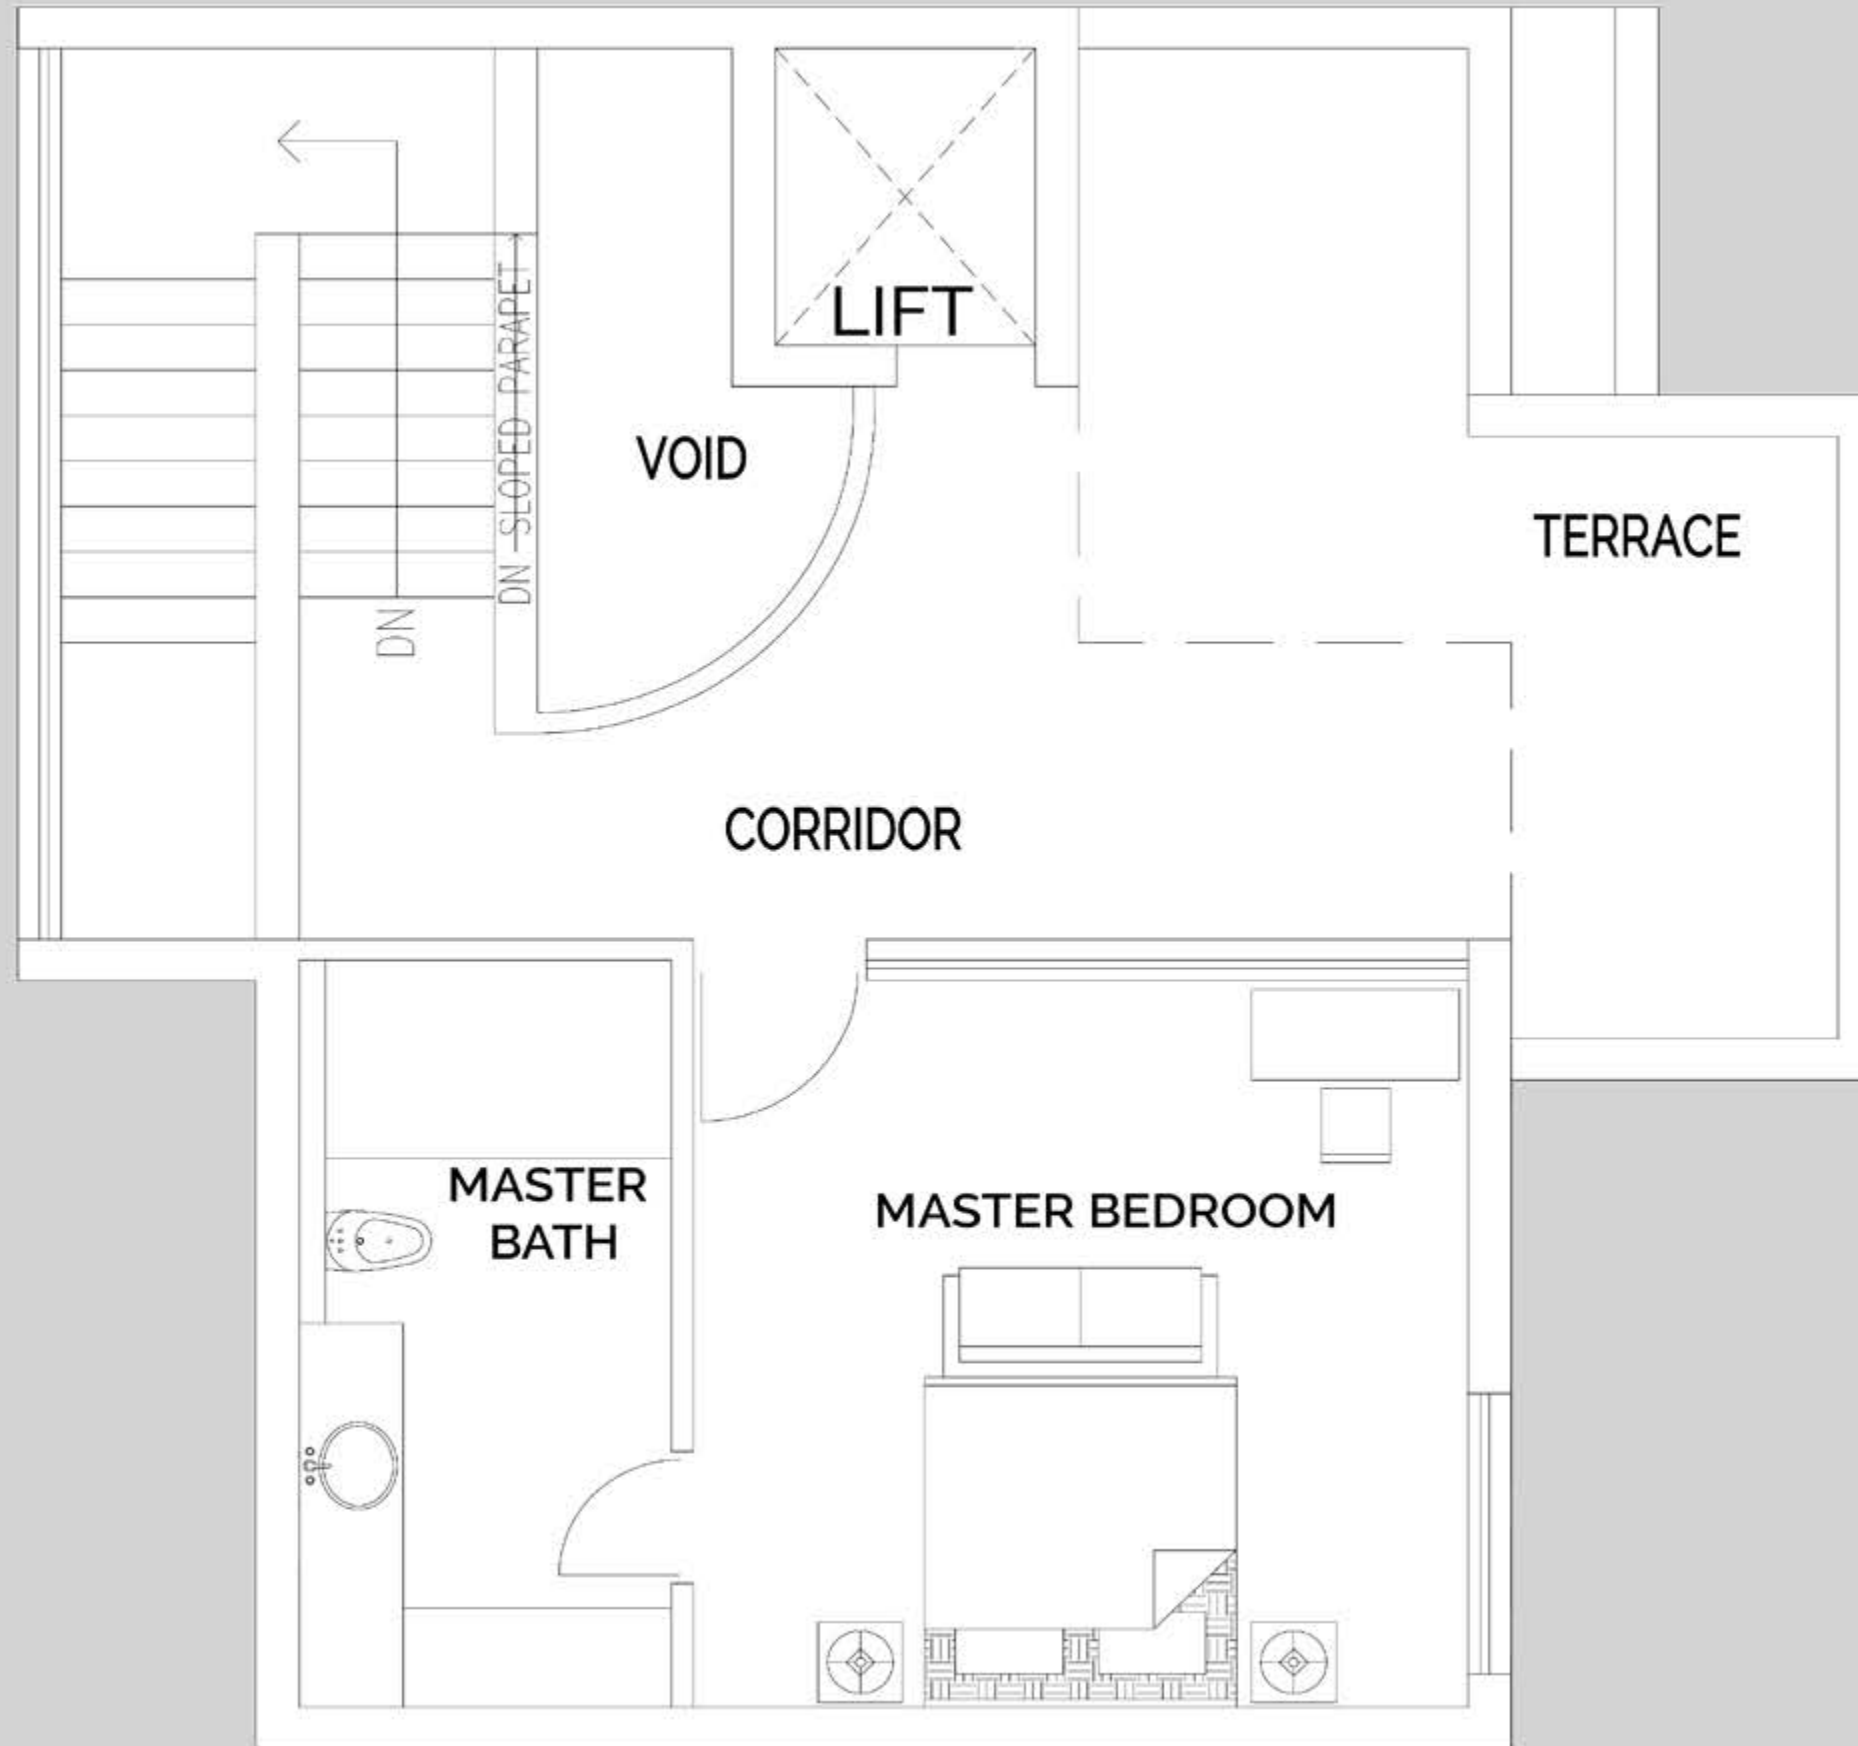 LIFT
VOID
DN SLOPED PARAPET
TERRACE
DN
CORRIDOR
MASTER
BATH
MASTER BEDROOM